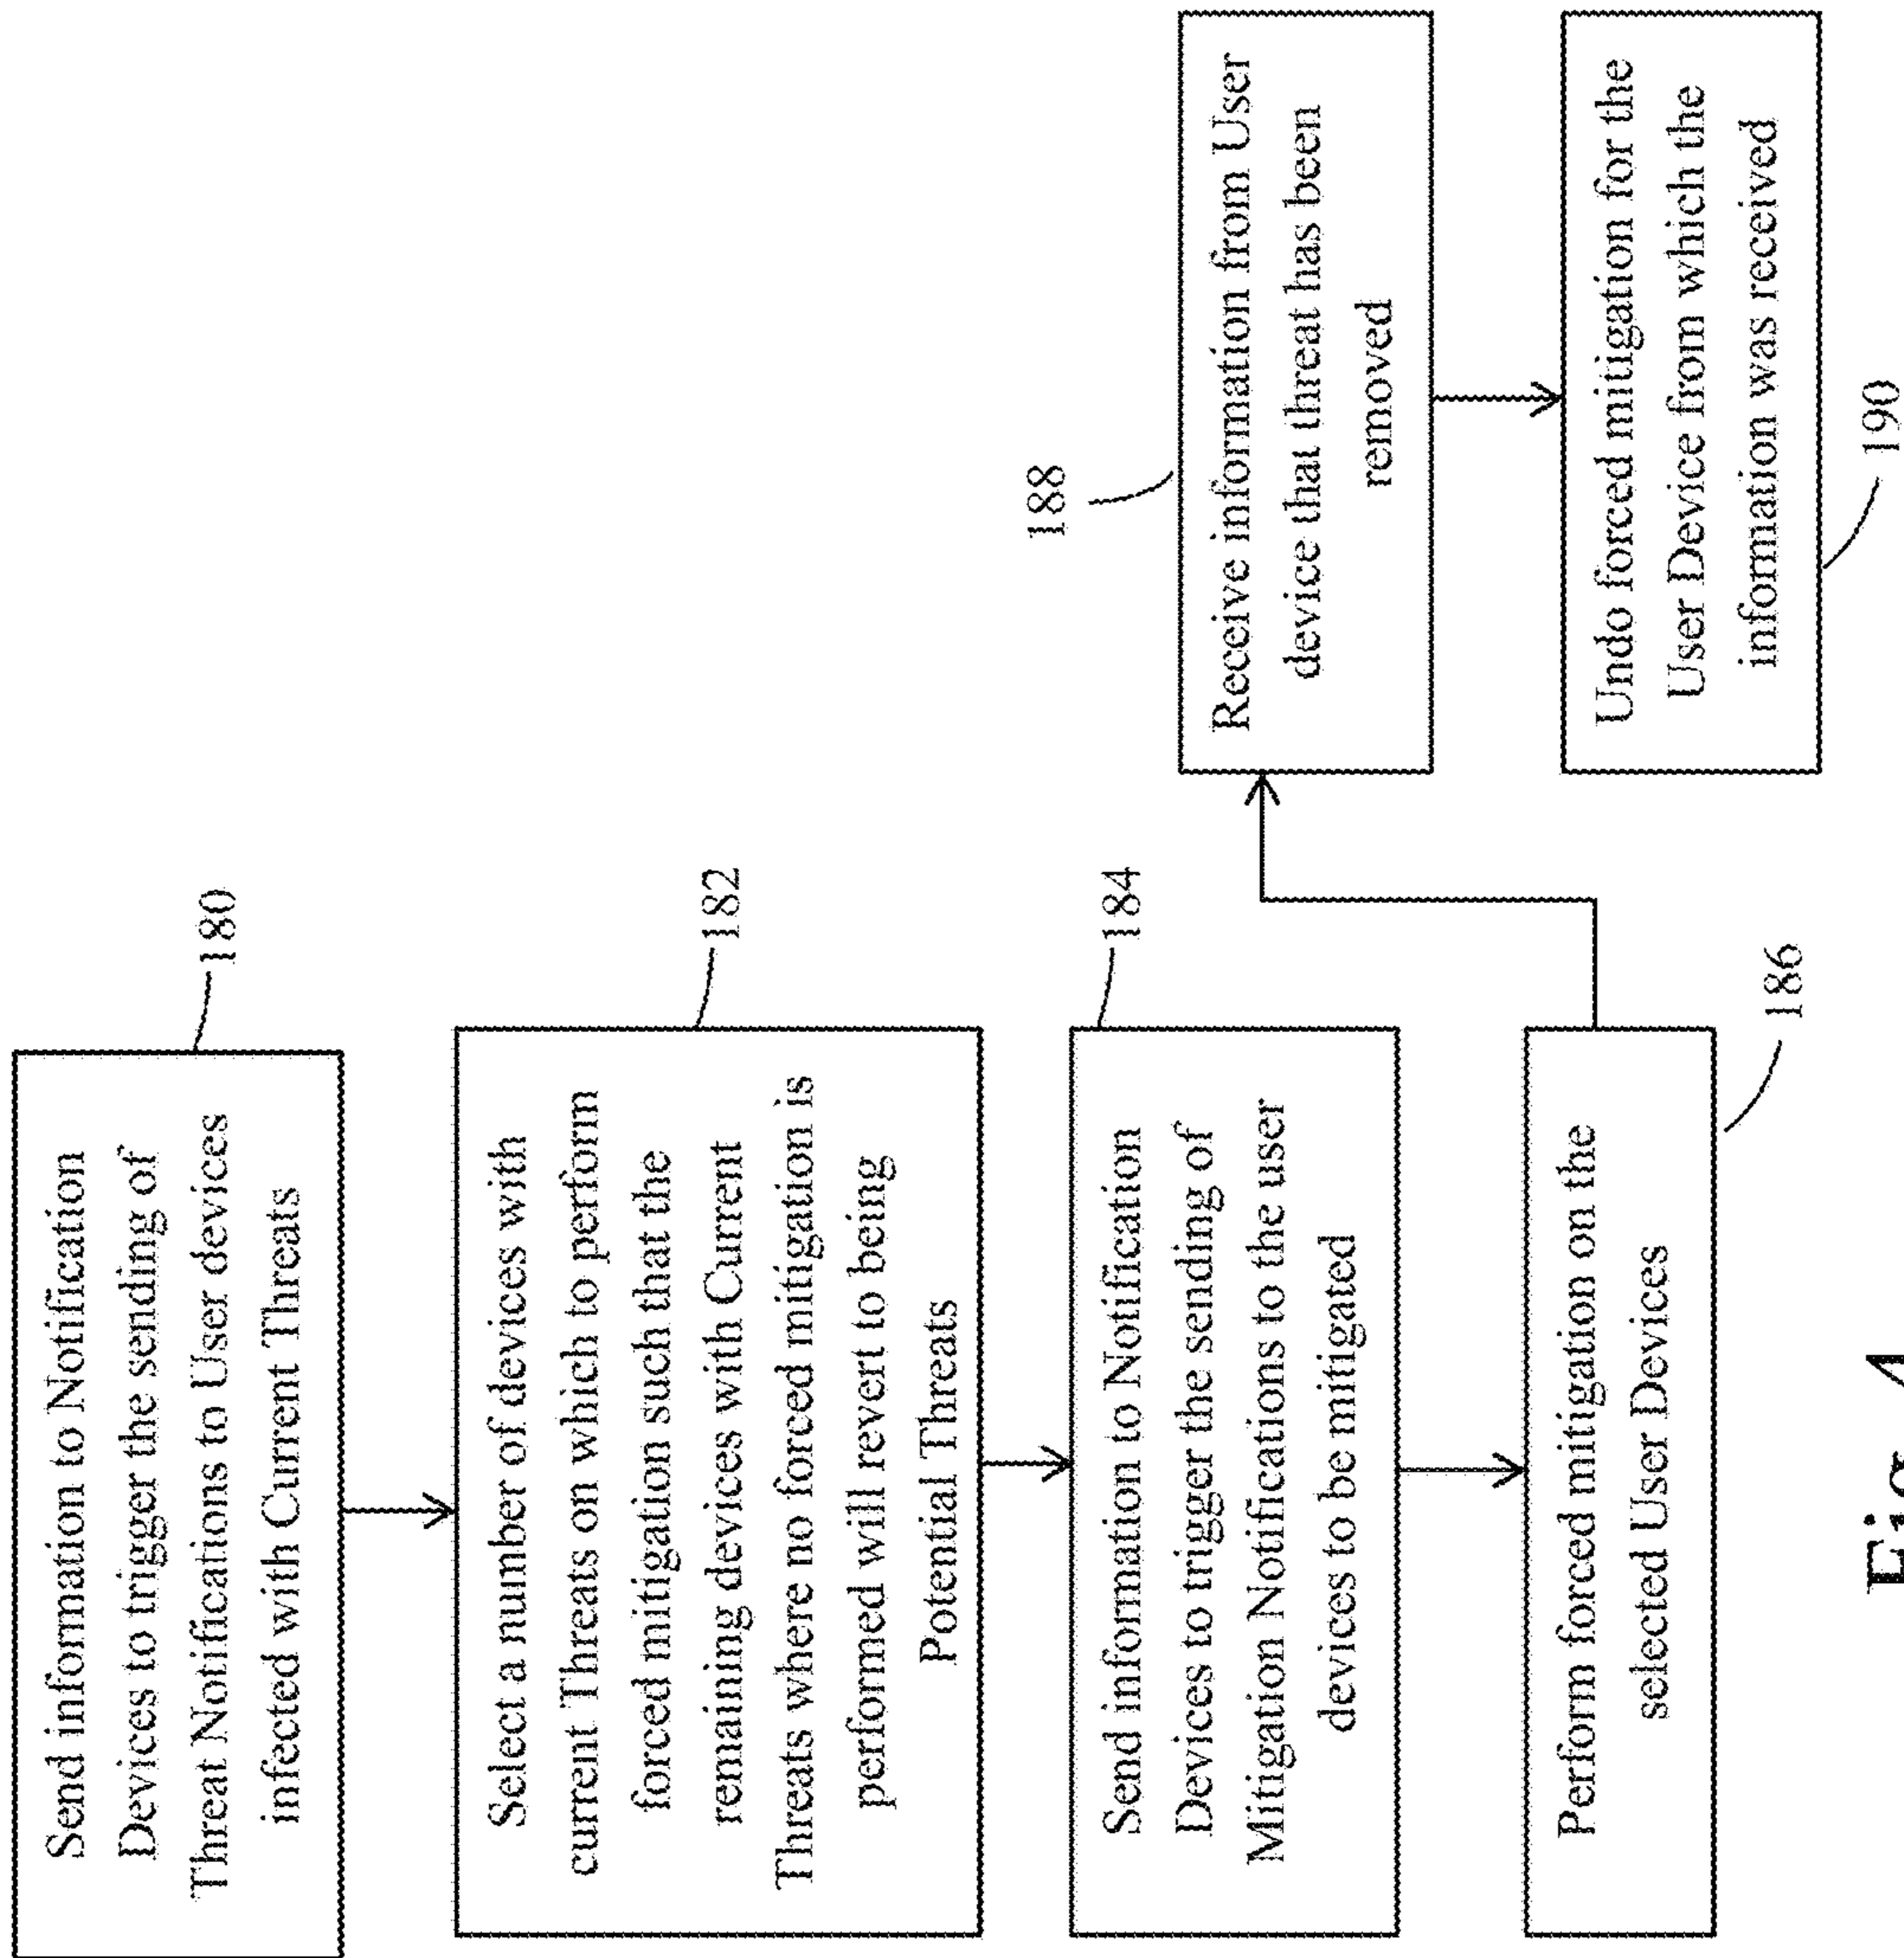 Send information to Notification
Devices to trigger the sending of
Threat Notifications to User devices
infected with Current Threats
180
Select a number of devices with
current Threats on which to perform
forced mitigation such that the
remaining devices with Current
Threats where no forced mitigation is
performed will revert to being
Potential Threats
182
Send information to Notification
Devices to trigger the sending of
Mitigation Notifications to the user
devices to be mitigated
184
Perform forced mitigation on the
selected User Devices
186
188
Receive information from User
device that threat has been
removed
Undo forced mitigation for the
User Device from which the
information was received
190
Fig 4